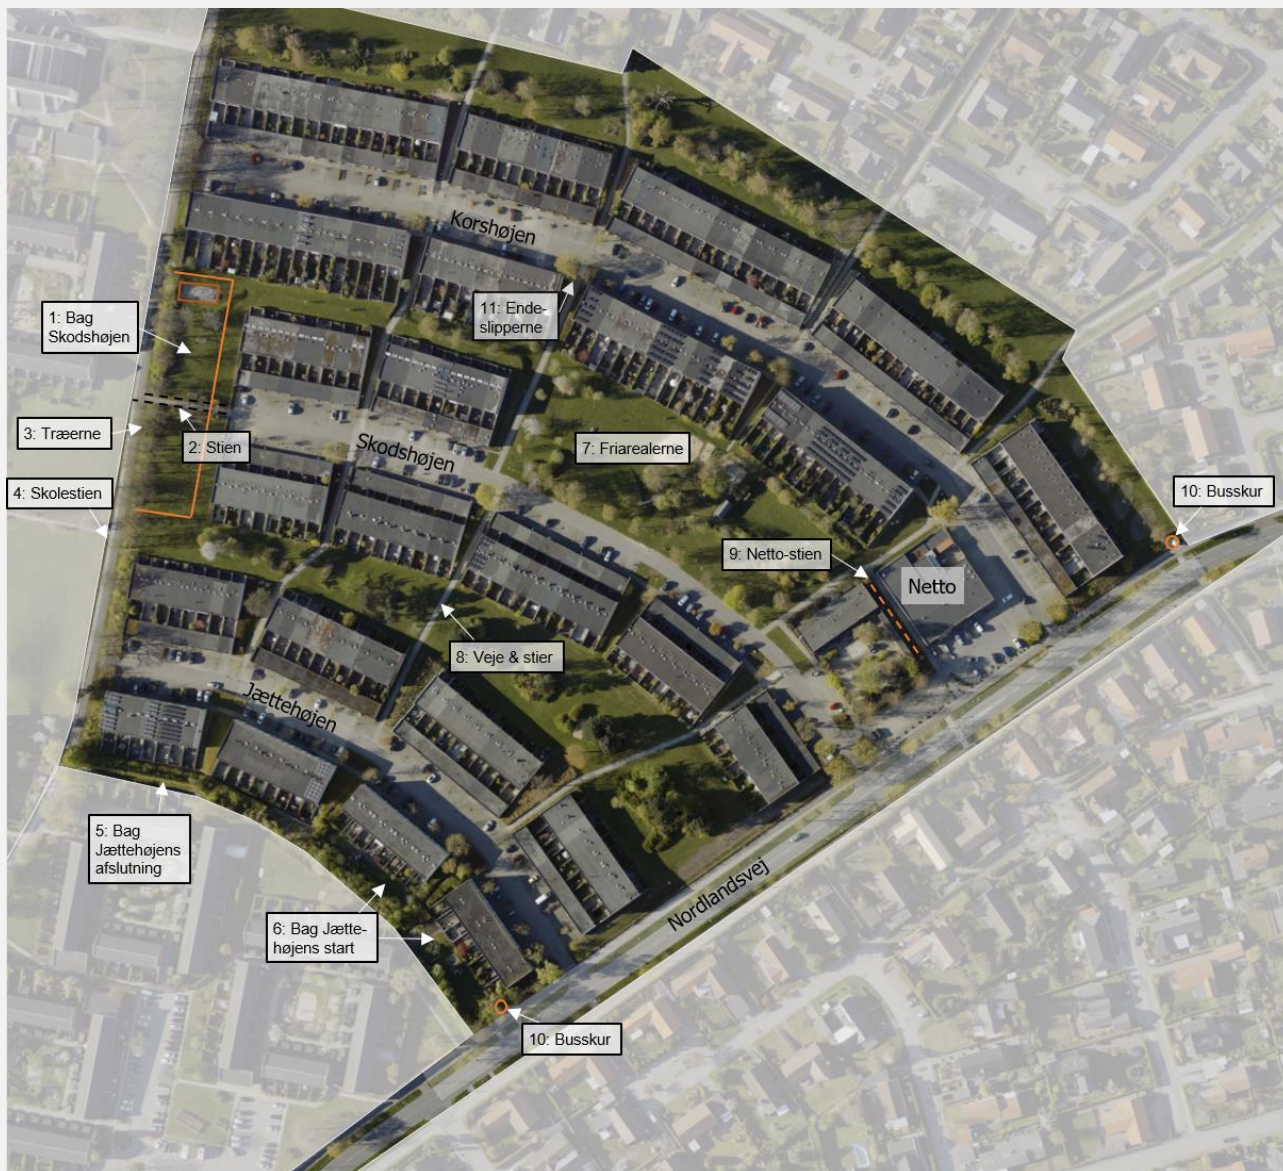 Korshøjen
11: Ende-
slipperne
1: Bag
Skodshøjen
3: Træerne
2: Stien
Skodshøjen
7: Friarealerne
4: Skolestien
10: Busskur
9: Netto-stien
Netto
8: Veje & stier
Jættehøjen
5: Bag
Jættehøjens
afslutning
6: Bag Jætte-
højens start
Nordlandsvej
10: Busskur